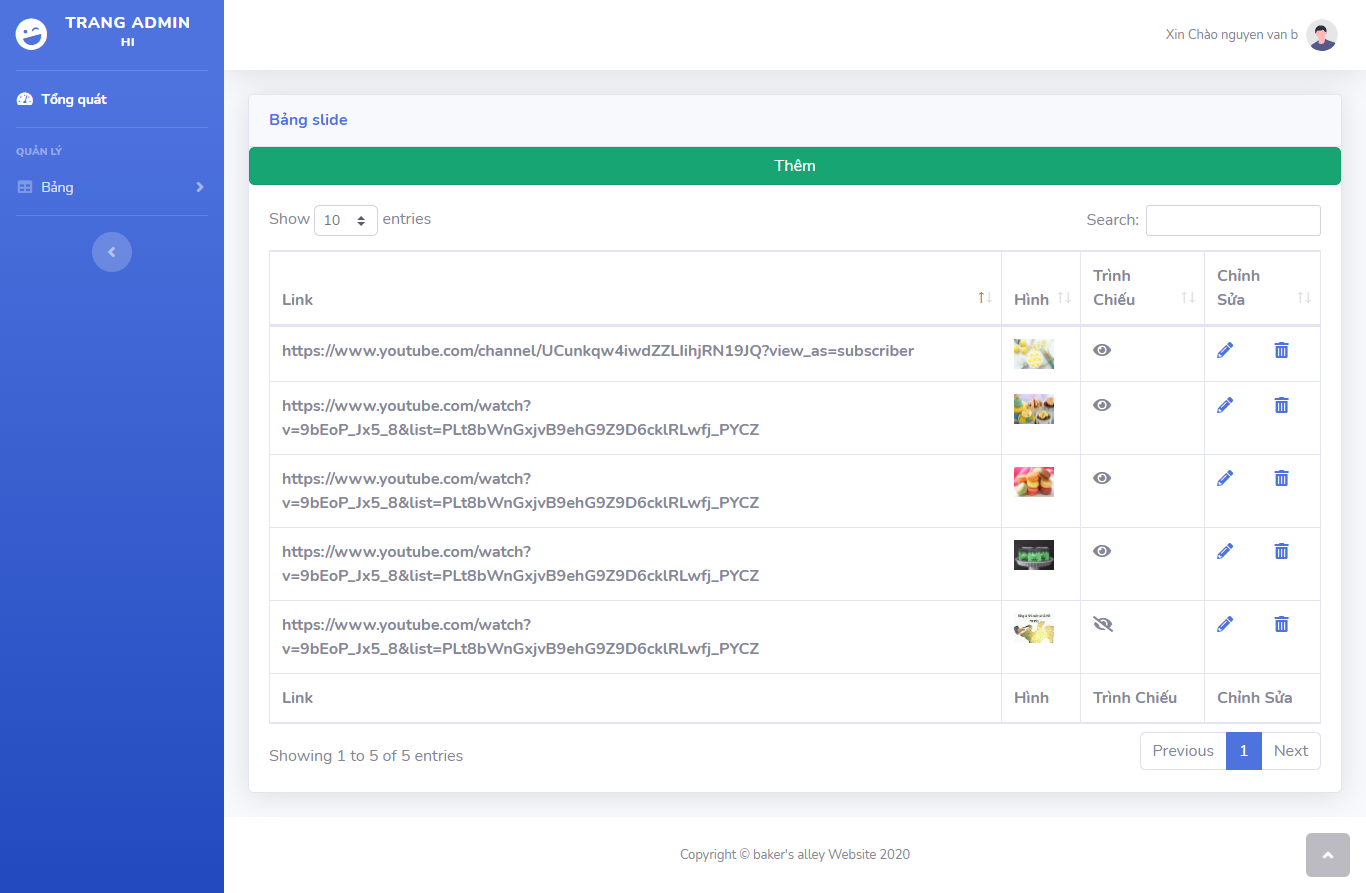 TRANG ADMIN
HI
Xin Chào nguyen van b
Tổng quát
QUẢN LÝ
Bảng
Bảng slide
Thêm
Show 10 entries
Search:
Link
Hình
Trình
Chiếu
Chỉnh
Sửa
https://www.youtube.com/channel/UCunkqw4iwdZZLIihjRN19JQ?view_as=subscriber
https://www.youtube.com/watch?
v=9bEoP_Jx5_8&list=PLt8bWnGxjvB9ehG9Z9D6cklRLwfj_PYCZ
https://www.youtube.com/watch?
v=9bEoP_Jx5_8&list=PLt8bWnGxjvB9ehG9Z9D6cklRLwfj_PYCZ
https://www.youtube.com/watch?
v=9bEoP_Jx5_8&list=PLt8bWnGxjvB9ehG9Z9D6cklRLwfj_PYCZ
https://www.youtube.com/watch?
v=9bEoP_Jx5_8&list=PLt8bWnGxjvB9ehG9Z9D6cklRLwfj_PYCZ
Link Hình Trình Chiếu Chỉnh Sửa
Showing 1 to 5 of 5 entries
Previous 1 Next
Copyright © baker's alley Website 2020